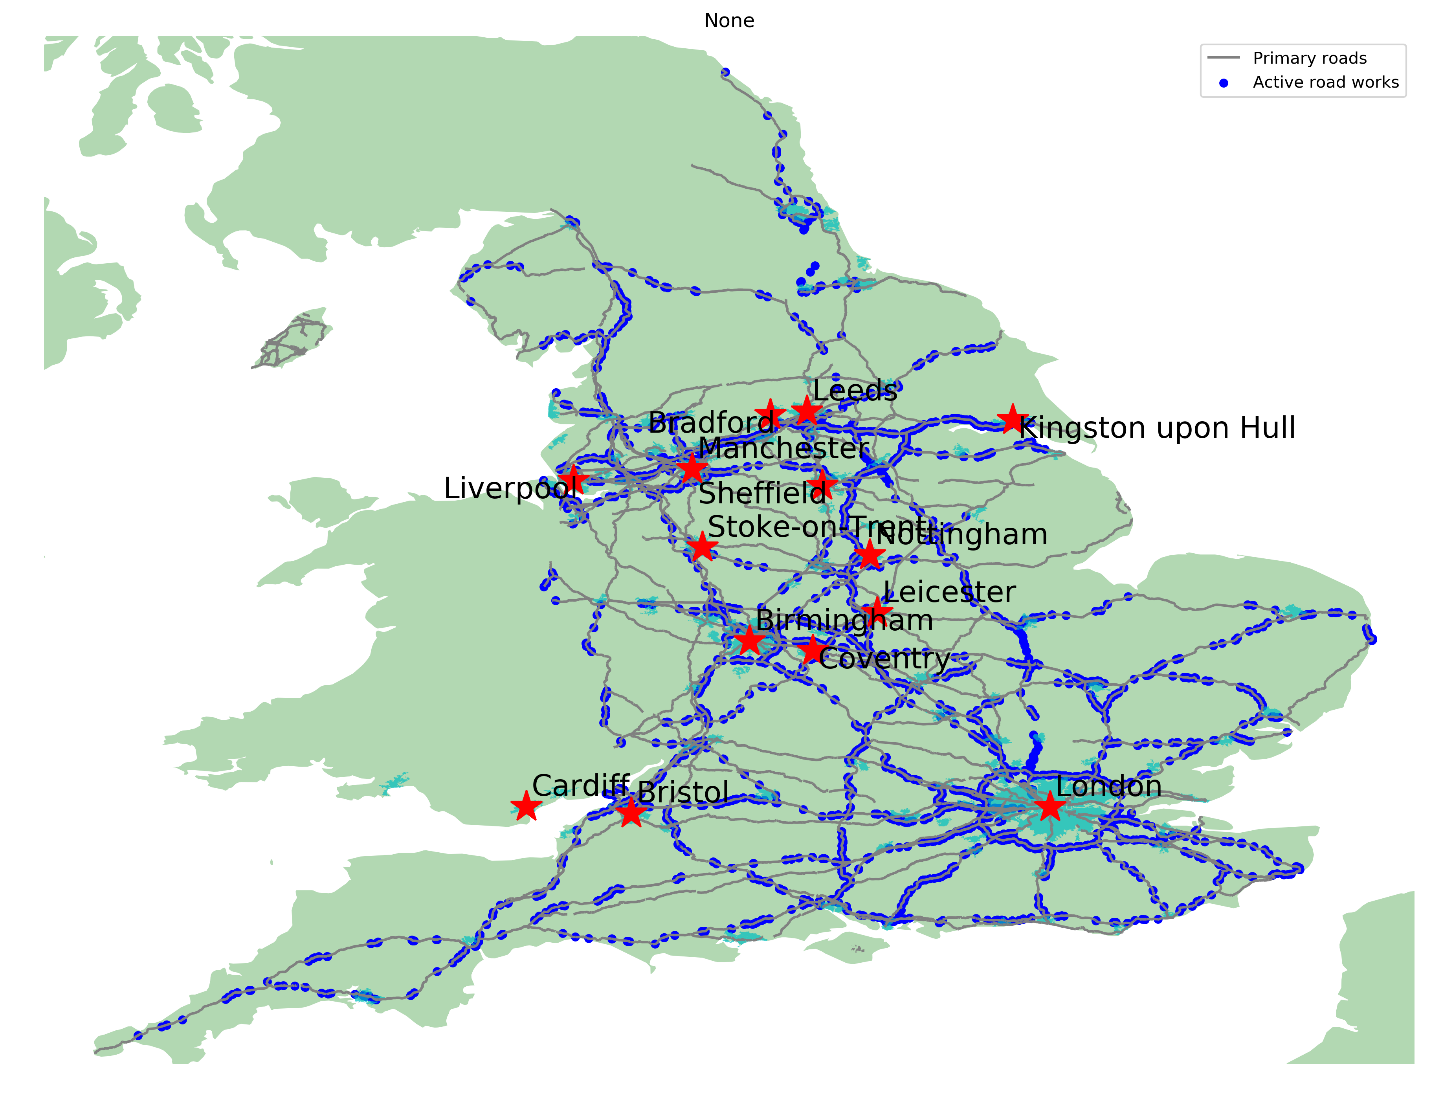 None
Primary roads
Active road works
Leeds
Bradford
Kingston upon Hull
Manchester
Liverpool
Sheffield
Stoke-on-Trent
Nottingham
Leicester
Birmingham
Coventry
Cardiff
Bristol
London